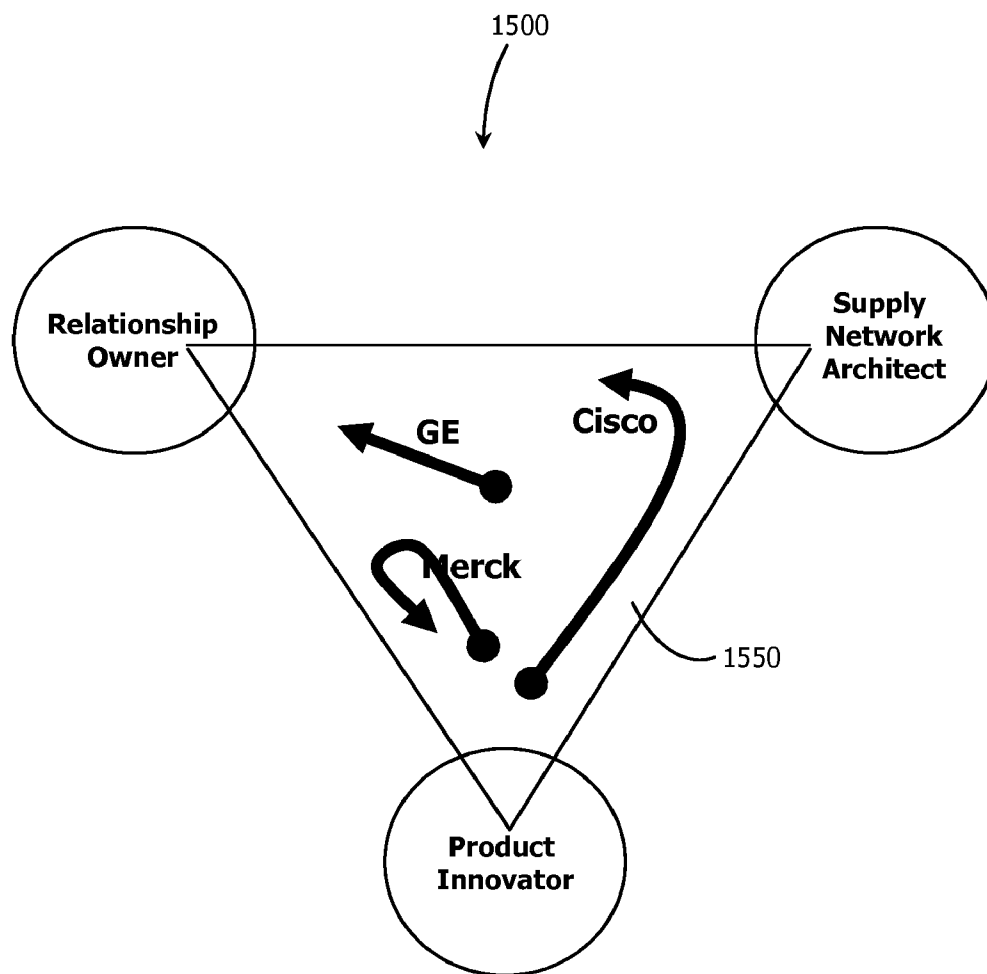 1500
Relationship
Owner
Supply
Network
Architect
GE
Cisco
Merck
1550
Product
Innovator